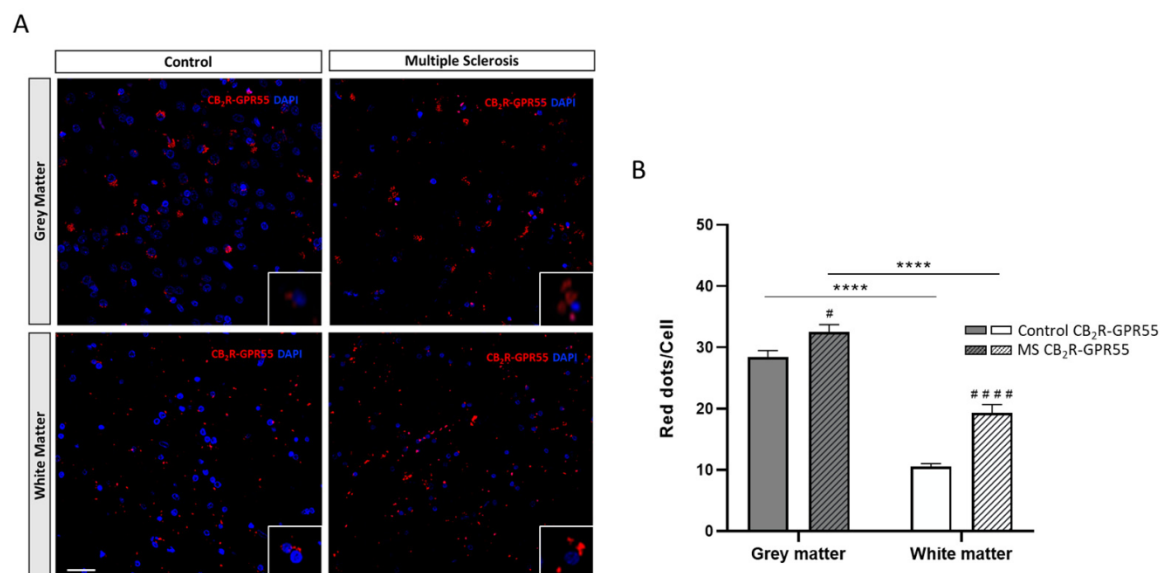 A
Control
Multiple Sclerosis
Grey Matter
CB₂R-GPR55 DAPI
CB₂R-GPR55 DAPI
White Matter
CB₂R-GPR55 DAPI
CB₂R-GPR55 DAPI
B
Red dots/Cell
50
40
30
20
10
0
****
****
#
####
Control CB₂R-GPR55
MS CB₂R-GPR55
Grey matter
White matter